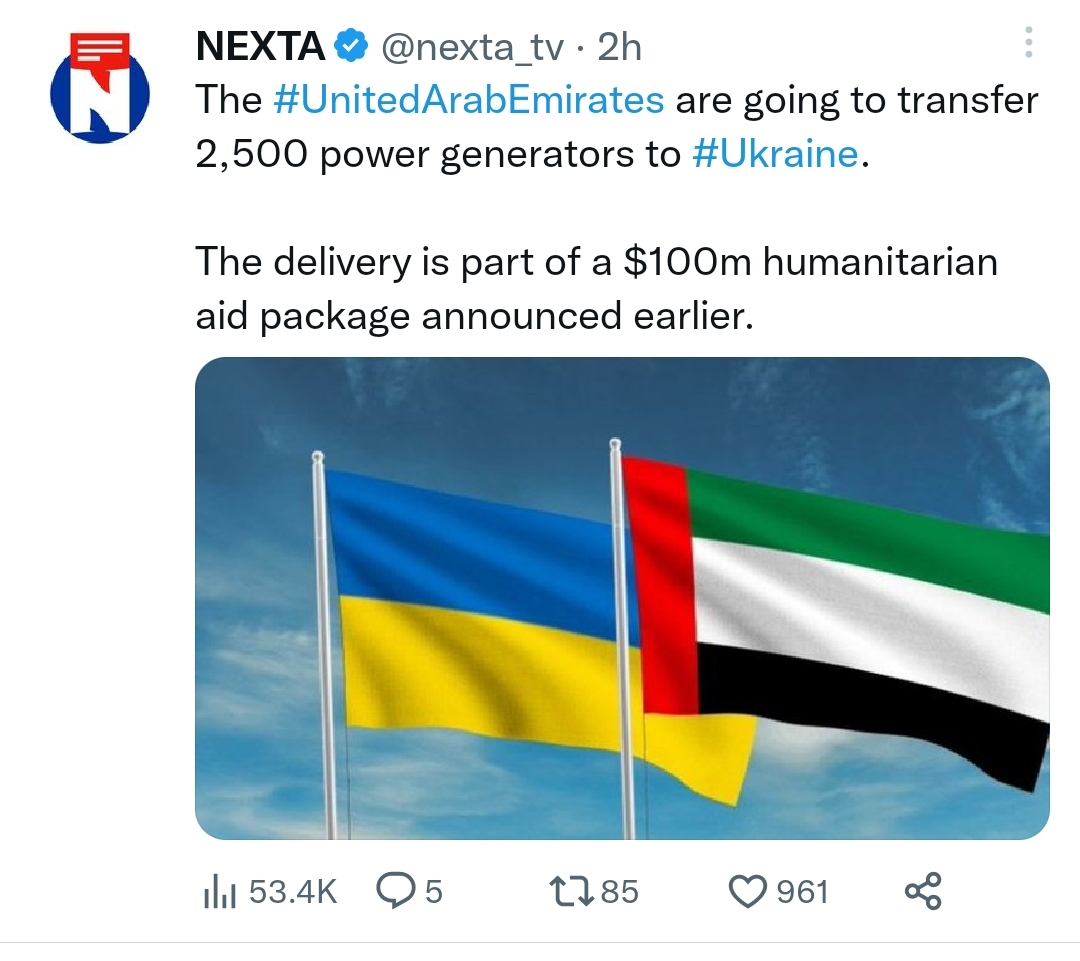 NEXTA @nexta_tv · 2h
The #UnitedArabEmirates are going to transfer
2,500 power generators to #Ukraine.
The delivery is part of a $100m humanitarian
aid package announced earlier.
53.4K 5 85 961